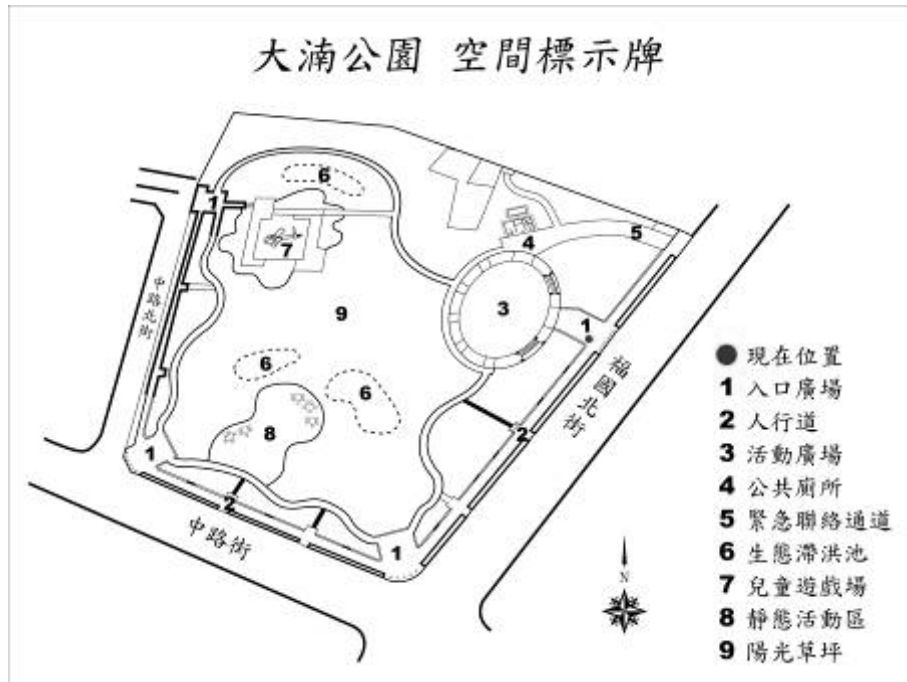 大湳公園 空間標示牌
6
1
7
5
4
3
1
9
中路北街
福國北街
6
6
8
2
1
2
1
中路街
N
現在位置
1 入口廣場
2 人行道
3 活動廣場
4 公共廁所
5 緊急聯絡通道
6 生態滯洪池
7 兒童遊戲場
8 靜態活動區
9 陽光草坪